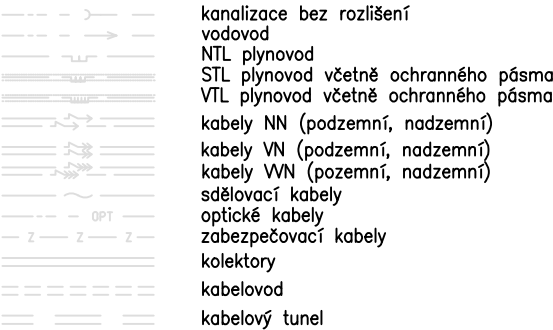 kanalizace bez rozlišení
vodovod
NTL plynovod
STL plynovod včetně ochranného pásma
VTL plynovod včetně ochranného pásma
kabely NN (podzemní, nadzemní)
kabely VN (podzemní, nadzemní)
kabely VVN (pozemní, nadzemní)
sdělovací kabely
OPT optické kabely
Z Z Z zabezpečovací kabely
kolektory
kabelovod
kabelový tunel